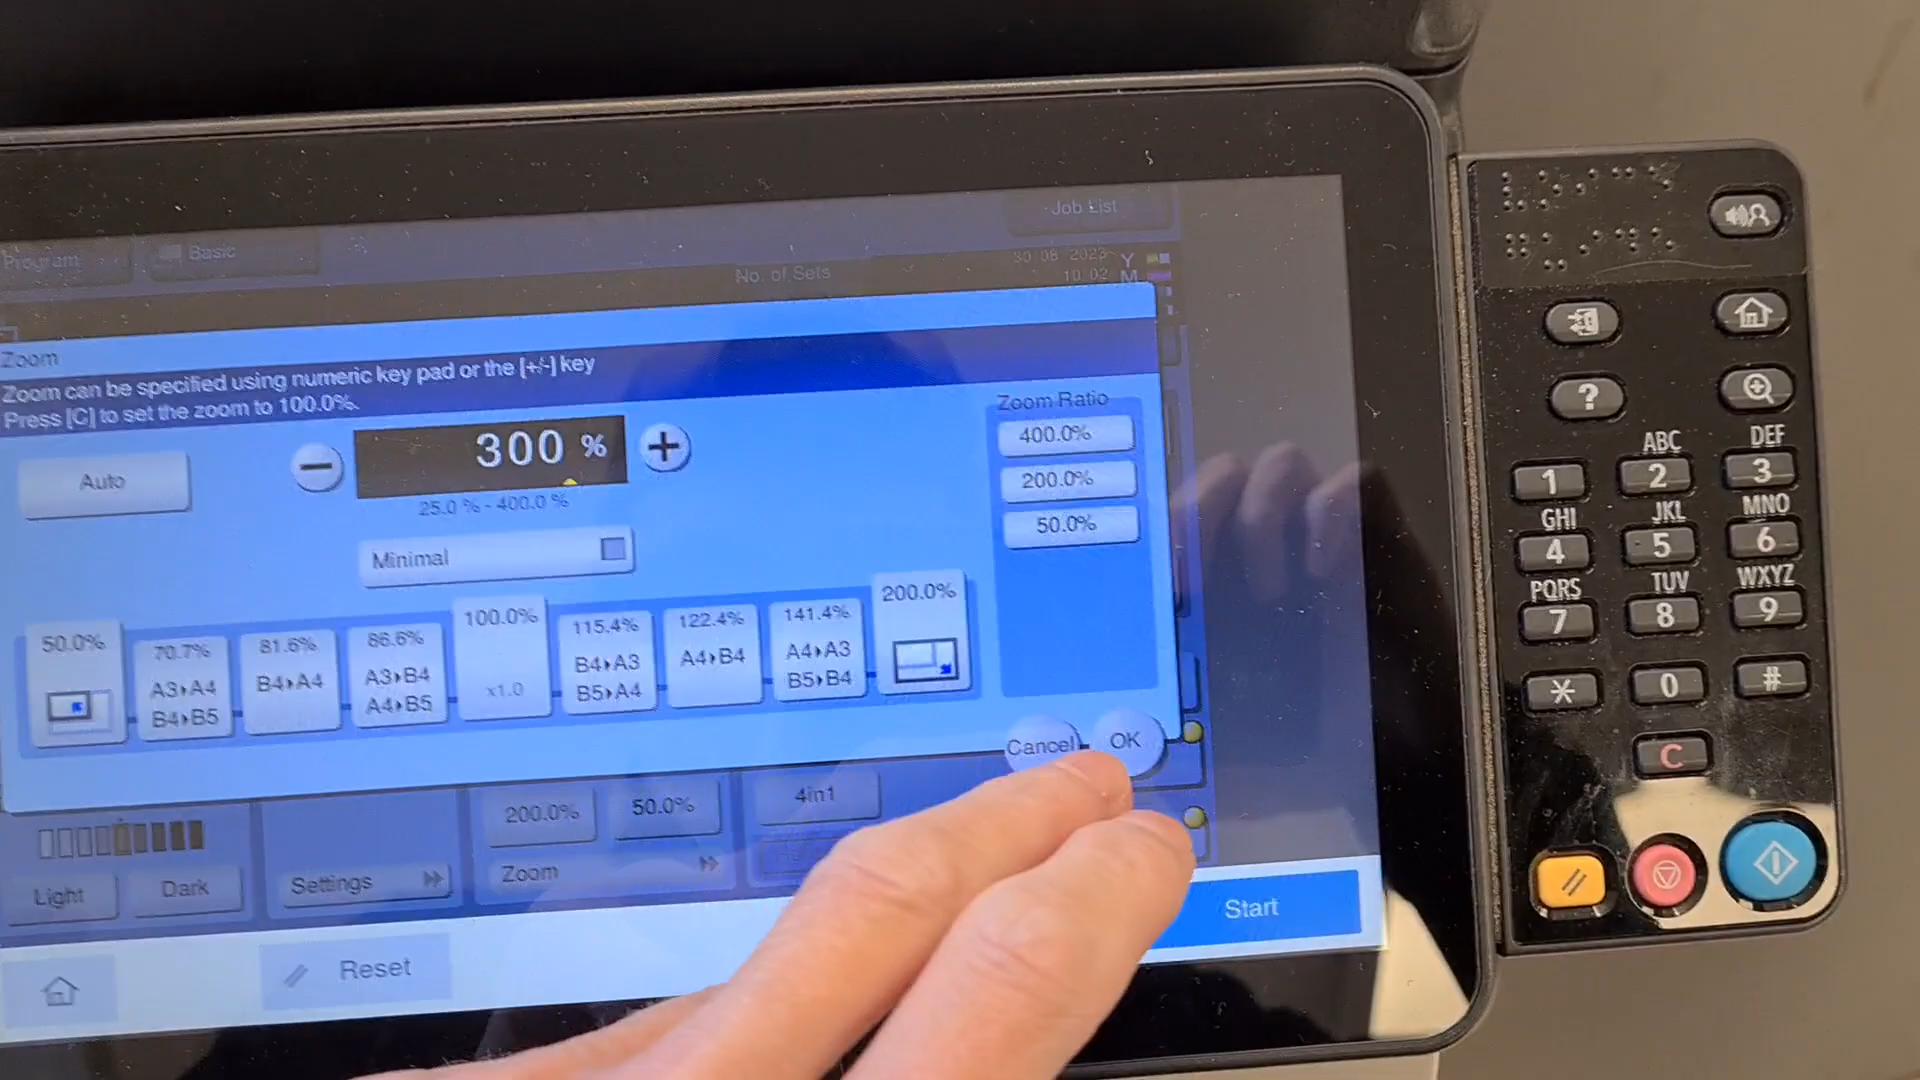 Job List
Program
Basic
No. of Sets
30 08 2023
10 02
Y
M
Zoom
Zoom can be specified using numeric key pad or the [+/-] key
Press [C] to set the zoom to 100.0%.
Auto
−
300 %
+
25.0 % - 400.0 %
Minimal
Zoom Ratio
400.0%
200.0%
50.0%
50.0%
70.7%
A3▸A4
B4▸B5
81.6%
B4▸A4
86.6%
A3▸B4
A4▸B5
100.0%
x1.0
115.4%
B4▸A3
B5▸A4
122.4%
A4▸B4
141.4%
A4▸A3
B5▸B4
200.0%
Cancel
OK
Light
Dark
Settings
200.0%
50.0%
Zoom
4in1
Reset
Start
?
ABC
DEF
1
2
3
GHI
JKL
MNO
4
5
6
PQRS
TUV
WXYZ
7
8
9
*
0
#
C